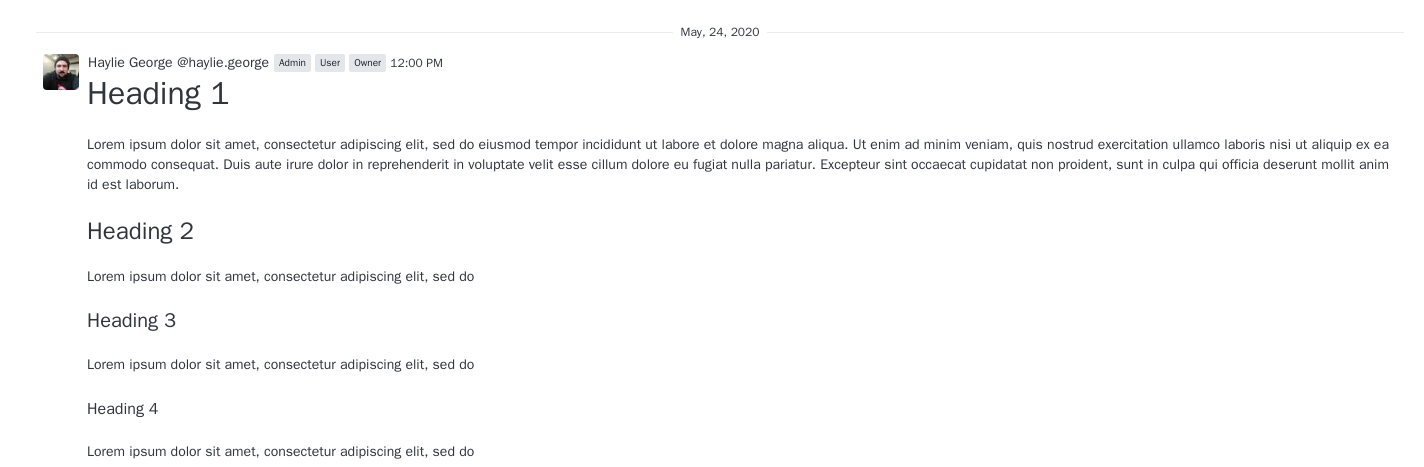 May, 24, 2020
Haylie George @haylie.george Admin User Owner 12:00 PM
Heading 1
Lorem ipsum dolor sit amet, consectetur adipiscing elit, sed do eiusmod tempor incididunt ut labore et dolore magna aliqua. Ut enim ad minim veniam, quis nostrud exercitation ullamco laboris nisi ut aliquip ex ea
commodo consequat. Duis aute irure dolor in reprehenderit in voluptate velit esse cillum dolore eu fugiat nulla pariatur. Excepteur sint occaecat cupidatat non proident, sunt in culpa qui officia deserunt mollit anim
id est laborum.
Heading 2
Lorem ipsum dolor sit amet, consectetur adipiscing elit, sed do
Heading 3
Lorem ipsum dolor sit amet, consectetur adipiscing elit, sed do
Heading 4
Lorem ipsum dolor sit amet, consectetur adipiscing elit, sed do